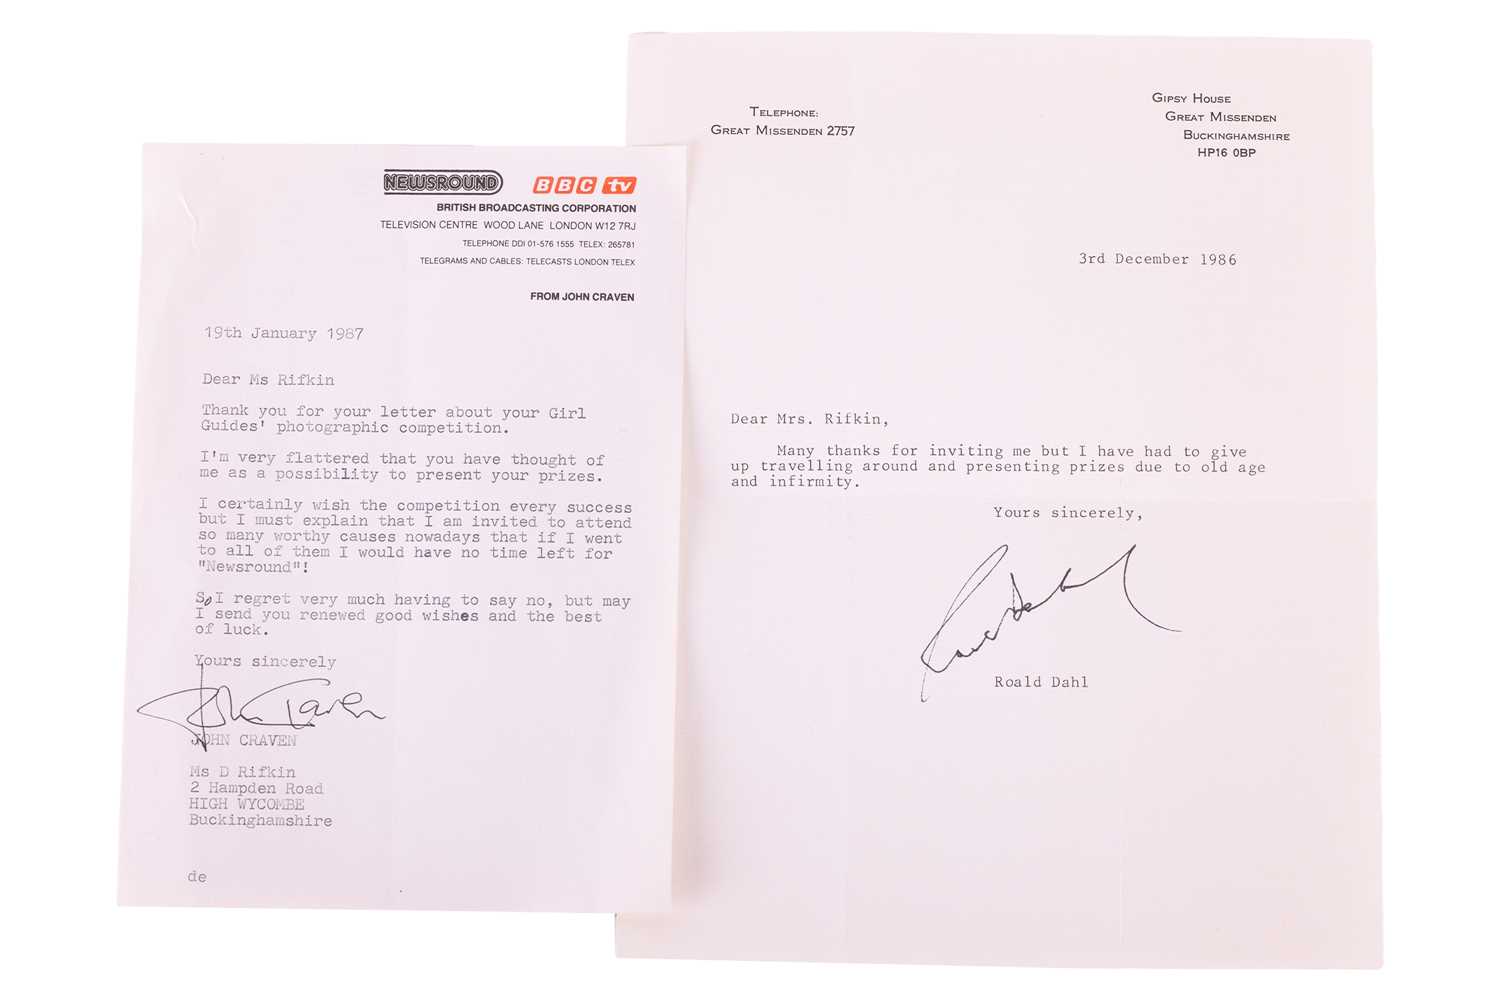 NEWSROUND BBC tv
BRITISH BROADCASTING CORPORATION
TELEVISION CENTRE WOOD LANE LONDON W12 7RJ
TELEPHONE DDI 01-576 1555 TELEX: 265781
TELEGRAMS AND CABLES: TELECASTS LONDON TELEX
FROM JOHN CRAVEN
19th January 1987
Dear Ms Rifkin
Thank you for your letter about your Girl
Guides' photographic competition.
I'm very flattered that you have thought of
me as a possibility to present your prizes.
I certainly wish the competition every success
but I must explain that I am invited to attend
so many worthy causes nowadays that if I went
to all of them I would have no time left for
"Newsround"!
So I regret very much having to say no, but may
I send you renewed good wishes and the best
of luck.
Yours sincerely
John Craven
JOHN CRAVEN
Ms D Rifkin
2 Hampden Road
HIGH WYCOMBE
Buckinghamshire
de
TELEPHONE:
GREAT MISSENDEN 2757
GIPSY HOUSE
GREAT MISSENDEN
BUCKINGHAMSHIRE
HP16 0BP
3rd December 1986
Dear Mrs. Rifkin,
Many thanks for inviting me but I have had to give
up travelling around and presenting prizes due to old age
and infirmity.
Yours sincerely,
Roald Dahl
Roald Dahl